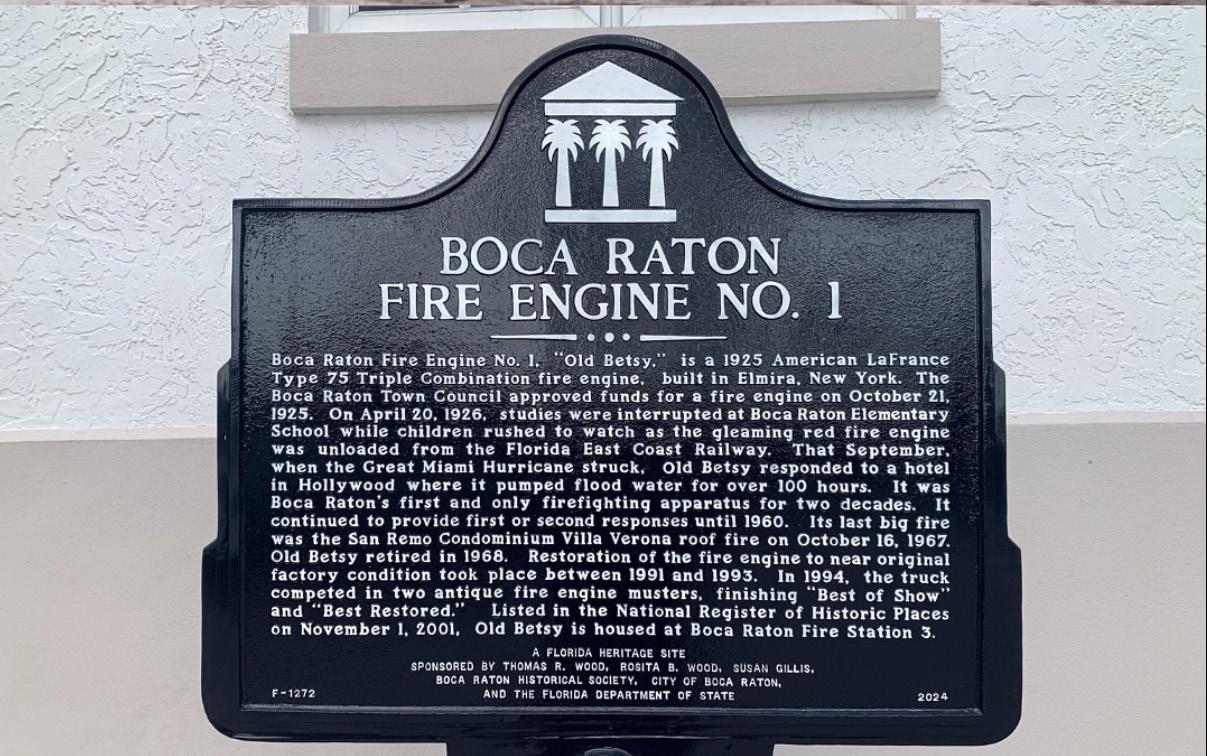 BOCA RATON
FIRE ENGINE NO. 1
Boca Raton Fire Engine No. 1, "Old Betsy," is a 1925 American LaFrance
Type 75 Triple Combination fire engine, built in Elmira, New York. The
Boca Raton Town Council approved funds for a fire engine on October 21,
1925. On April 20, 1926, studies were interrupted at Boca Raton Elementary
School while children rushed to watch as the gleaming red fire engine
was unloaded from the Florida East Coast Railway. That September,
when the Great Miami Hurricane struck, Old Betsy responded to a hotel
in Hollywood where it pumped flood water for over 100 hours. It was
Boca Raton's first and only firefighting apparatus for two decades. It
continued to provide first or second responses until 1960. Its last big fire
was the San Remo Condominium Villa Verona roof fire on October 16, 1967.
Old Betsy retired in 1968. Restoration of the fire engine to near original
factory condition took place between 1991 and 1993. In 1994, the truck
competed in two antique fire engine musters, finishing "Best of Show"
and "Best Restored." Listed in the National Register of Historic Places
on November 1, 2001, Old Betsy is housed at Boca Raton Fire Station 3.
A FLORIDA HERITAGE SITE
SPONSORED BY THOMAS R. WOOD, ROSITA B. WOOD, SUSAN GILLIS,
BOCA RATON HISTORICAL SOCIETY, CITY OF BOCA RATON,
F-1272 AND THE FLORIDA DEPARTMENT OF STATE 2024